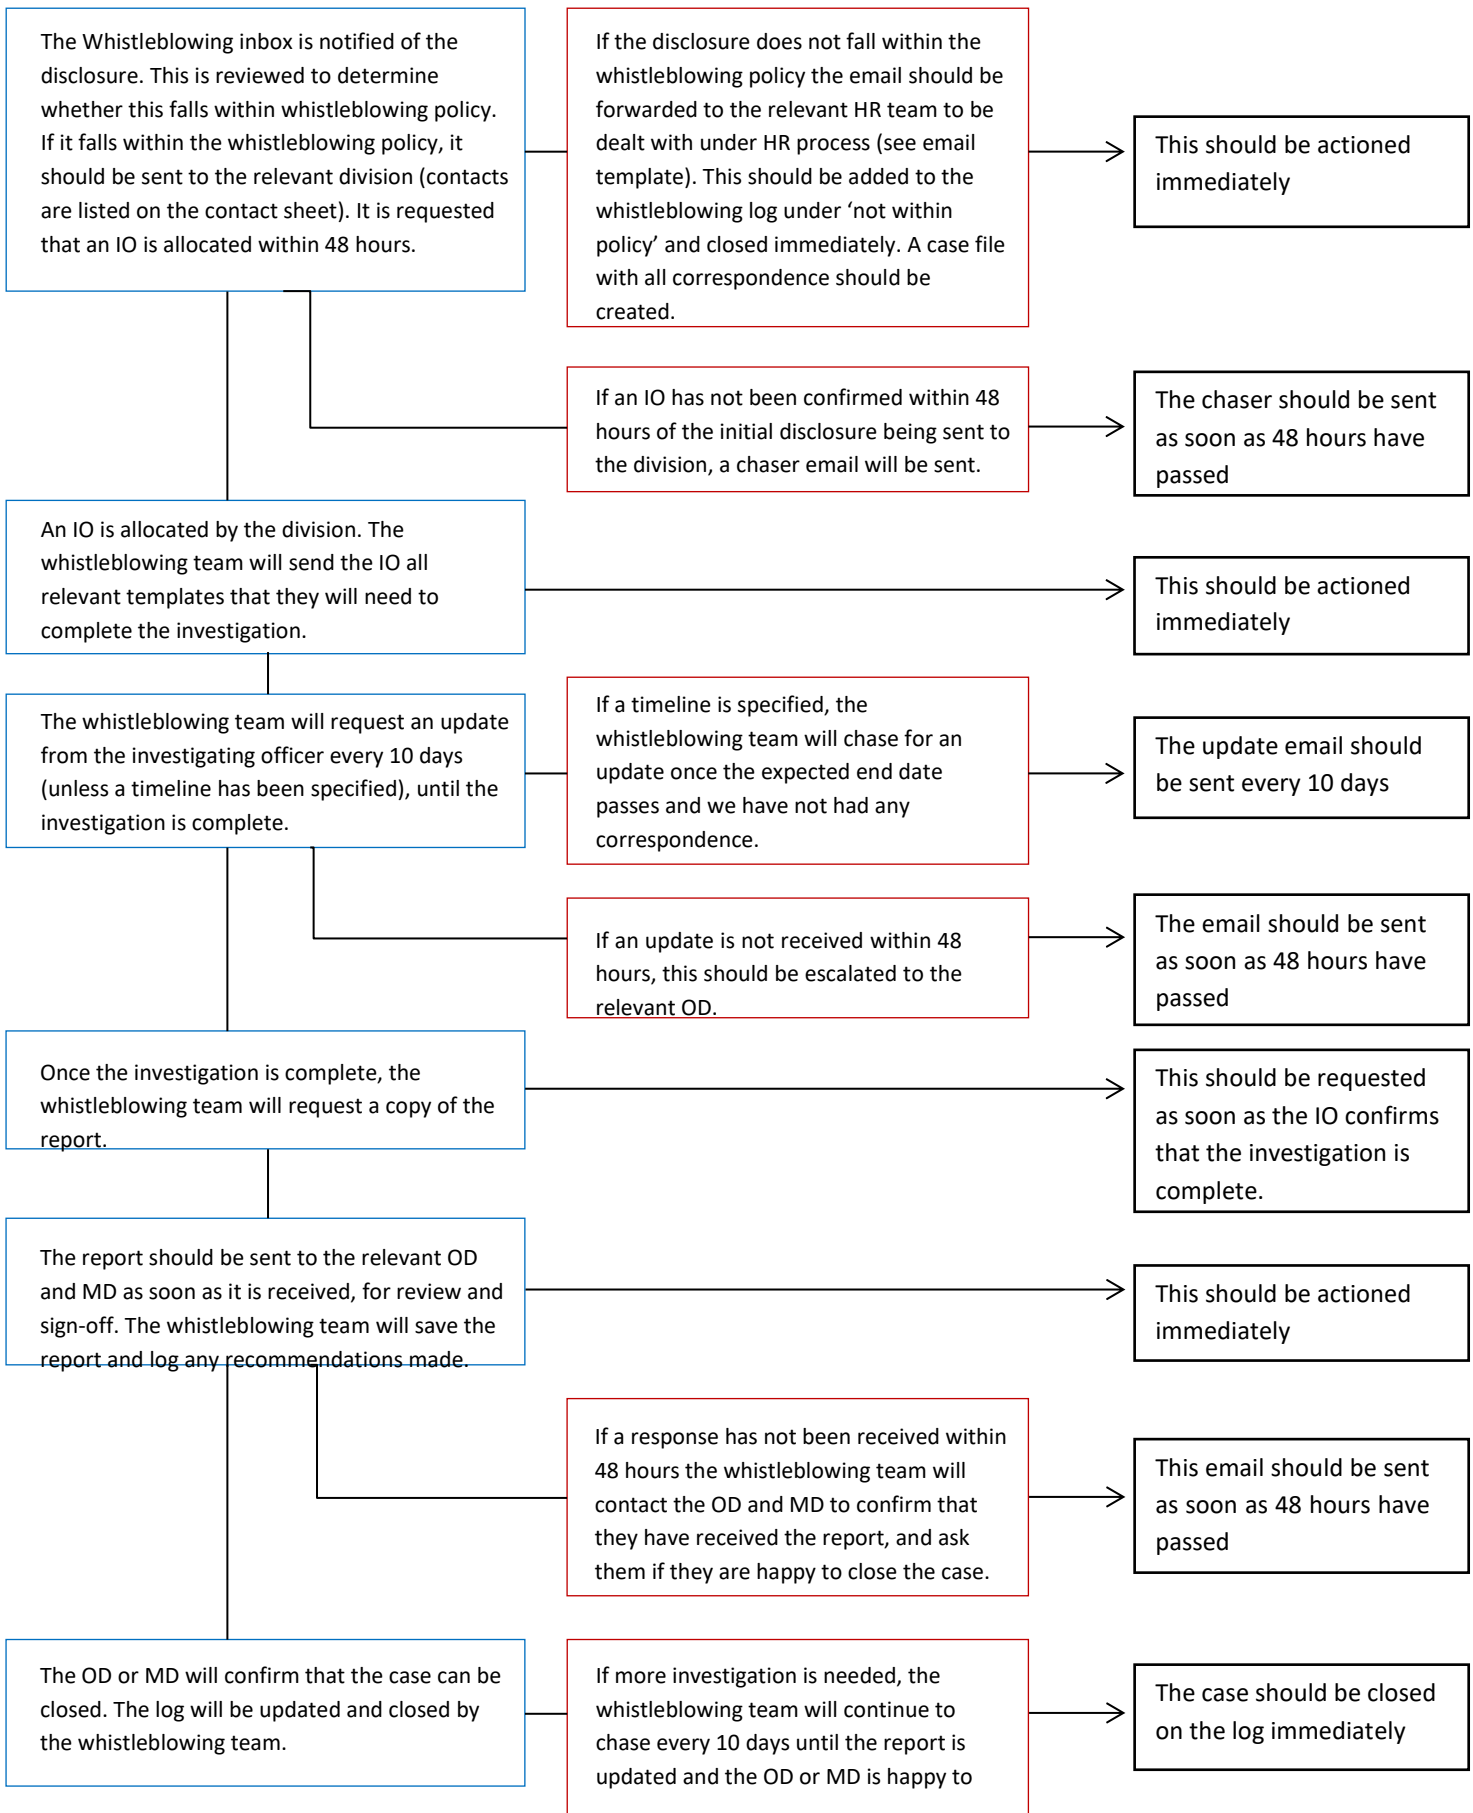 The Whistleblowing inbox is notified of the
disclosure. This is reviewed to determine
whether this falls within whistleblowing policy.
If it falls within the whistleblowing policy, it
should be sent to the relevant division (contacts
are listed on the contact sheet). It is requested
that an IO is allocated within 48 hours.
If the disclosure does not fall within the
whistleblowing policy the email should be
forwarded to the relevant HR team to be
dealt with under HR process (see email
template). This should be added to the
whistleblowing log under ‘not within
policy’ and closed immediately. A case file
with all correspondence should be
created.
This should be actioned
immediately
If an IO has not been confirmed within 48
hours of the initial disclosure being sent to
the division, a chaser email will be sent.
The chaser should be sent
as soon as 48 hours have
passed
An IO is allocated by the division. The
whistleblowing team will send the IO all
relevant templates that they will need to
complete the investigation.
This should be actioned
immediately
The whistleblowing team will request an update
from the investigating officer every 10 days
(unless a timeline has been specified), until the
investigation is complete.
If a timeline is specified, the
whistleblowing team will chase for an
update once the expected end date
passes and we have not had any
correspondence.
The update email should
be sent every 10 days
If an update is not received within 48
hours, this should be escalated to the
relevant OD.
The email should be sent
as soon as 48 hours have
passed
Once the investigation is complete, the
whistleblowing team will request a copy of the
report.
This should be requested
as soon as the IO confirms
that the investigation is
complete.
The report should be sent to the relevant OD
and MD as soon as it is received, for review and
sign-off. The whistleblowing team will save the
report and log any recommendations made.
This should be actioned
immediately
If a response has not been received within
48 hours the whistleblowing team will
contact the OD and MD to confirm that
they have received the report, and ask
them if they are happy to close the case.
This email should be sent
as soon as 48 hours have
passed
The OD or MD will confirm that the case can be
closed. The log will be updated and closed by
the whistleblowing team.
If more investigation is needed, the
whistleblowing team will continue to
chase every 10 days until the report is
updated and the OD or MD is happy to
The case should be closed
on the log immediately